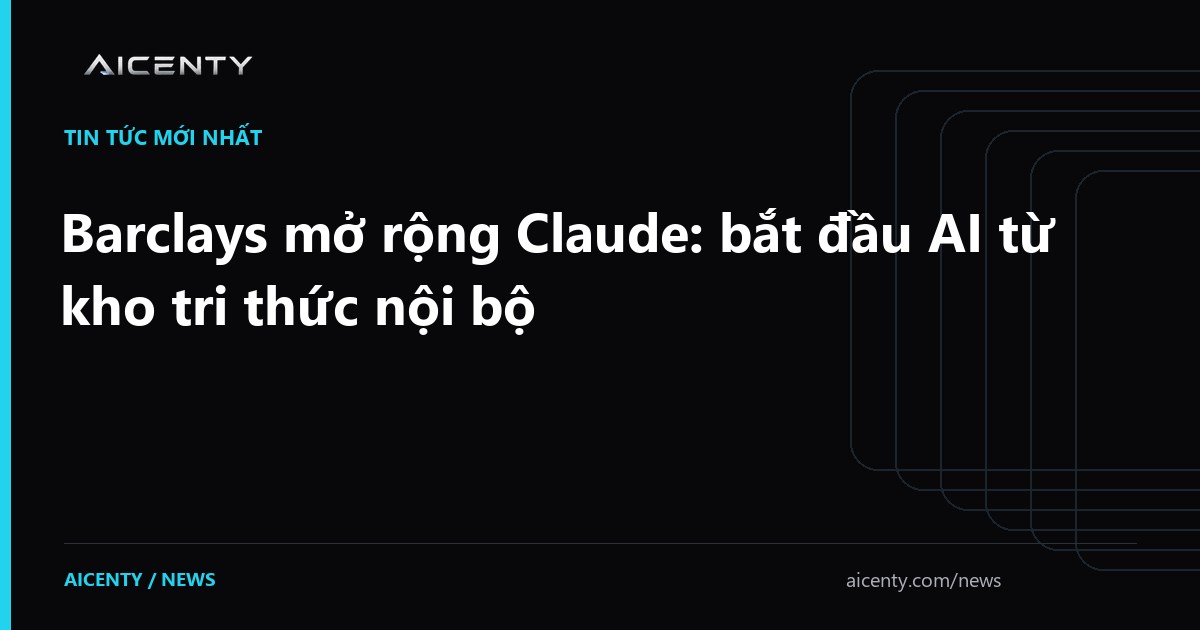 AICENTY
TIN TỨC MỚI NHẤT
Barclays mở rộng Claude: bắt đầu AI từ
kho tri thức nội bộ
AICENTY / NEWS
aicenty.com/news